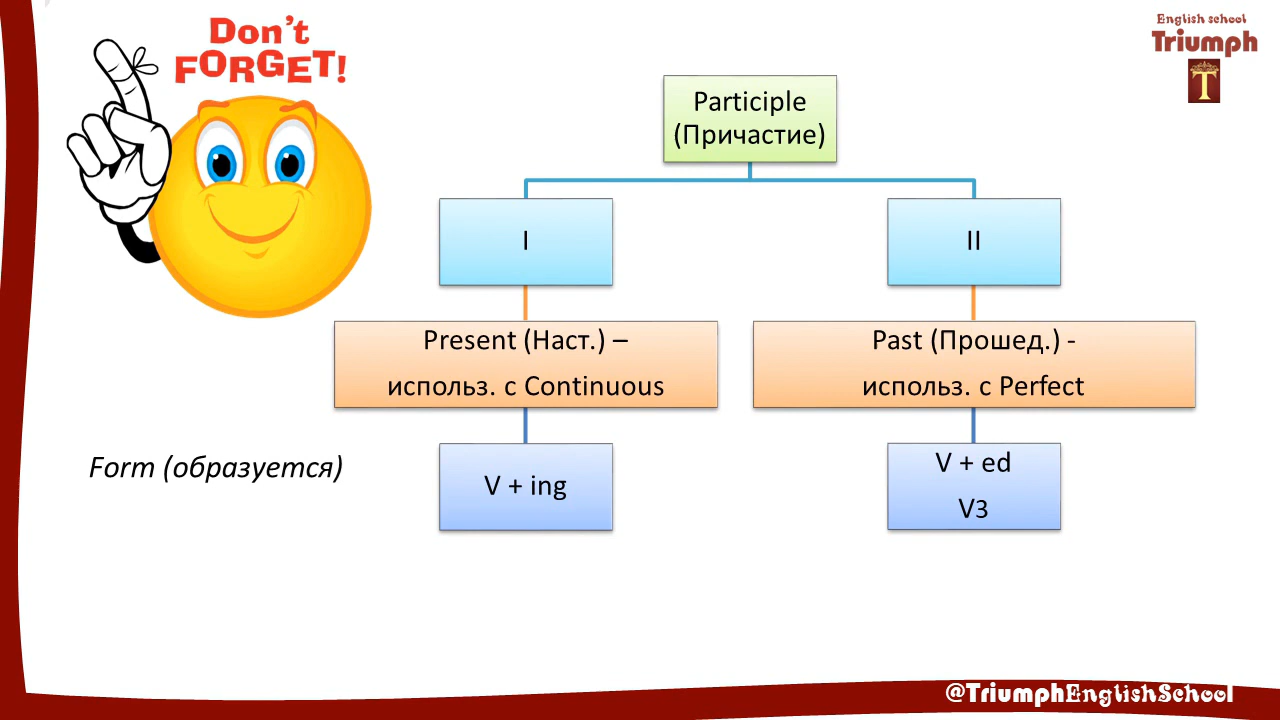 Don't
FORGET!
English school
Triumph
T
Participle
(Причастие)
I
II
Present (Наст.) –
использ. с Continuous
Past (Прошед.) -
использ. с Perfect
Form (образуется)
V + ing
V + ed
V3
@TriumphEnglishSchool